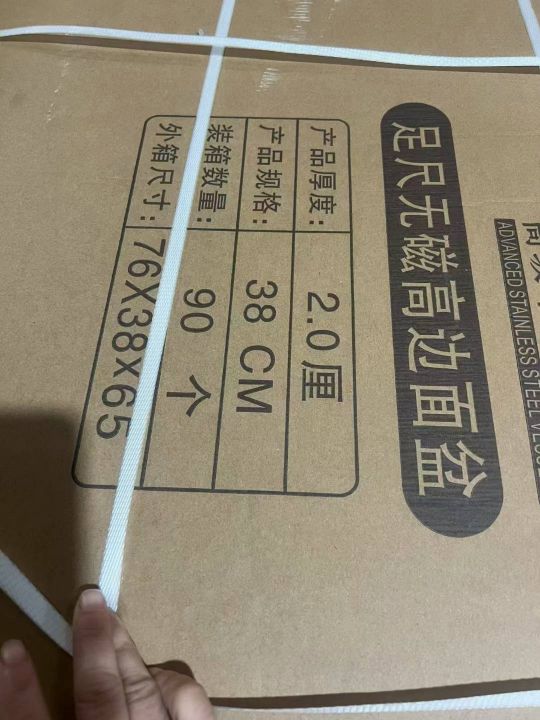 ADVANCED STAINLESS STEEL
足尺无磁高边面盆
产品厚度: 2.0 厘
产品规格: 38 CM
装箱数量: 90 个
外箱尺寸: 76X38X65